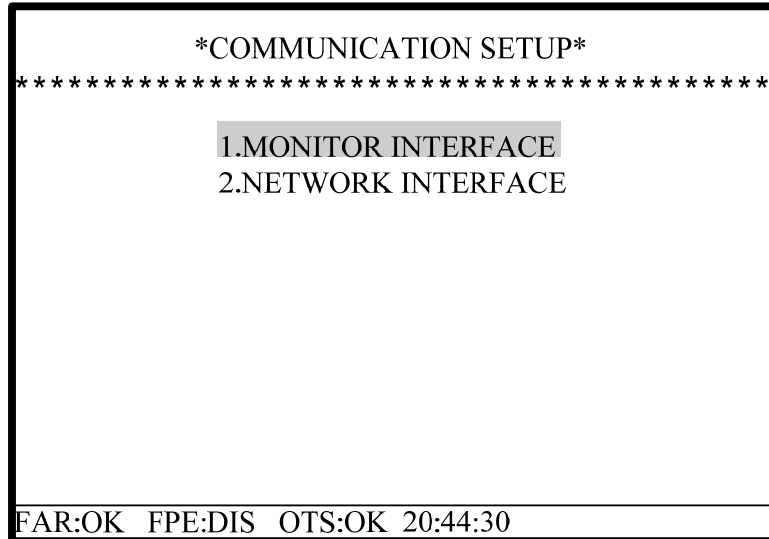 *COMMUNICATION SETUP*
*******************************************
1.MONITOR INTERFACE
2.NETWORK INTERFACE
FAR:OK FPE:DIS OTS:OK 20:44:30